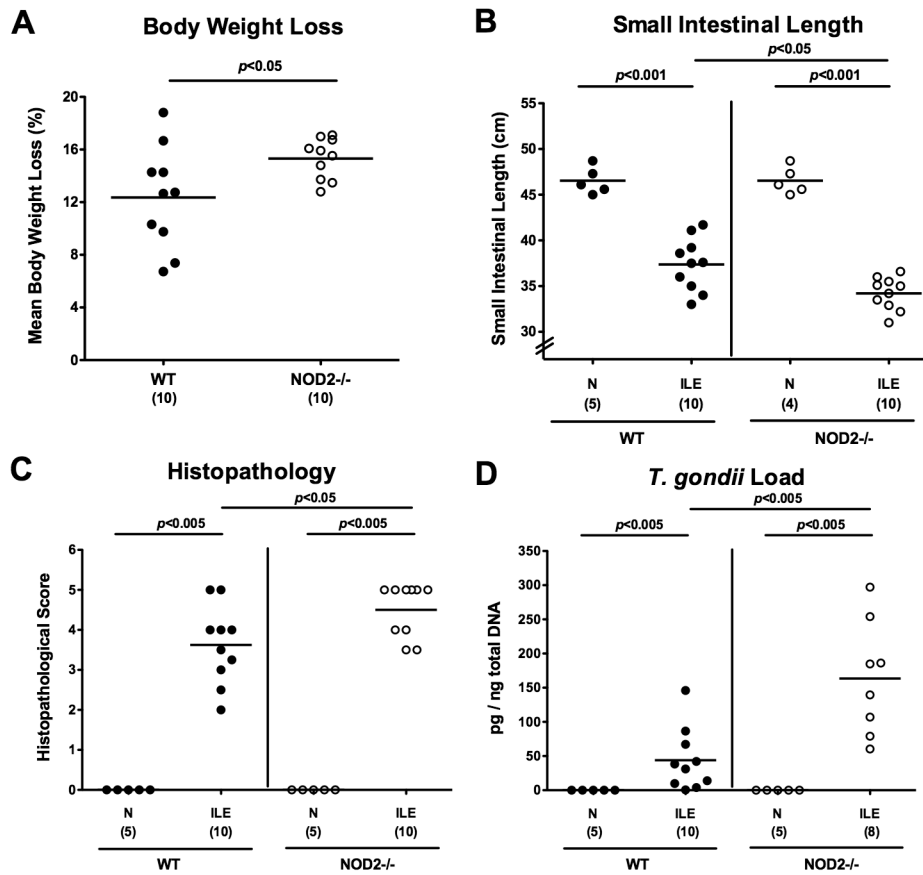 A
Body Weight Loss
p<0.05
Mean Body Weight Loss (%)
20
16
12
8
4
0
WT
(10)
NOD2-/-
(10)
B
Small Intestinal Length
p<0.05
p<0.001
p<0.001
Small Intestinal Length (cm)
55
50
45
40
35
30
N
(5)
ILE
(10)
N
(4)
ILE
(10)
WT
NOD2-/-
C
Histopathology
p<0.05
p<0.005
p<0.005
Histopathological Score
6
5
4
3
2
1
0
N
(5)
ILE
(10)
N
(5)
ILE
(10)
WT
NOD2-/-
D
T. gondii Load
p<0.005
p<0.005
p<0.005
pg / ng total DNA
350
300
250
200
150
100
50
0
N
(5)
ILE
(10)
N
(5)
ILE
(8)
WT
NOD2-/-